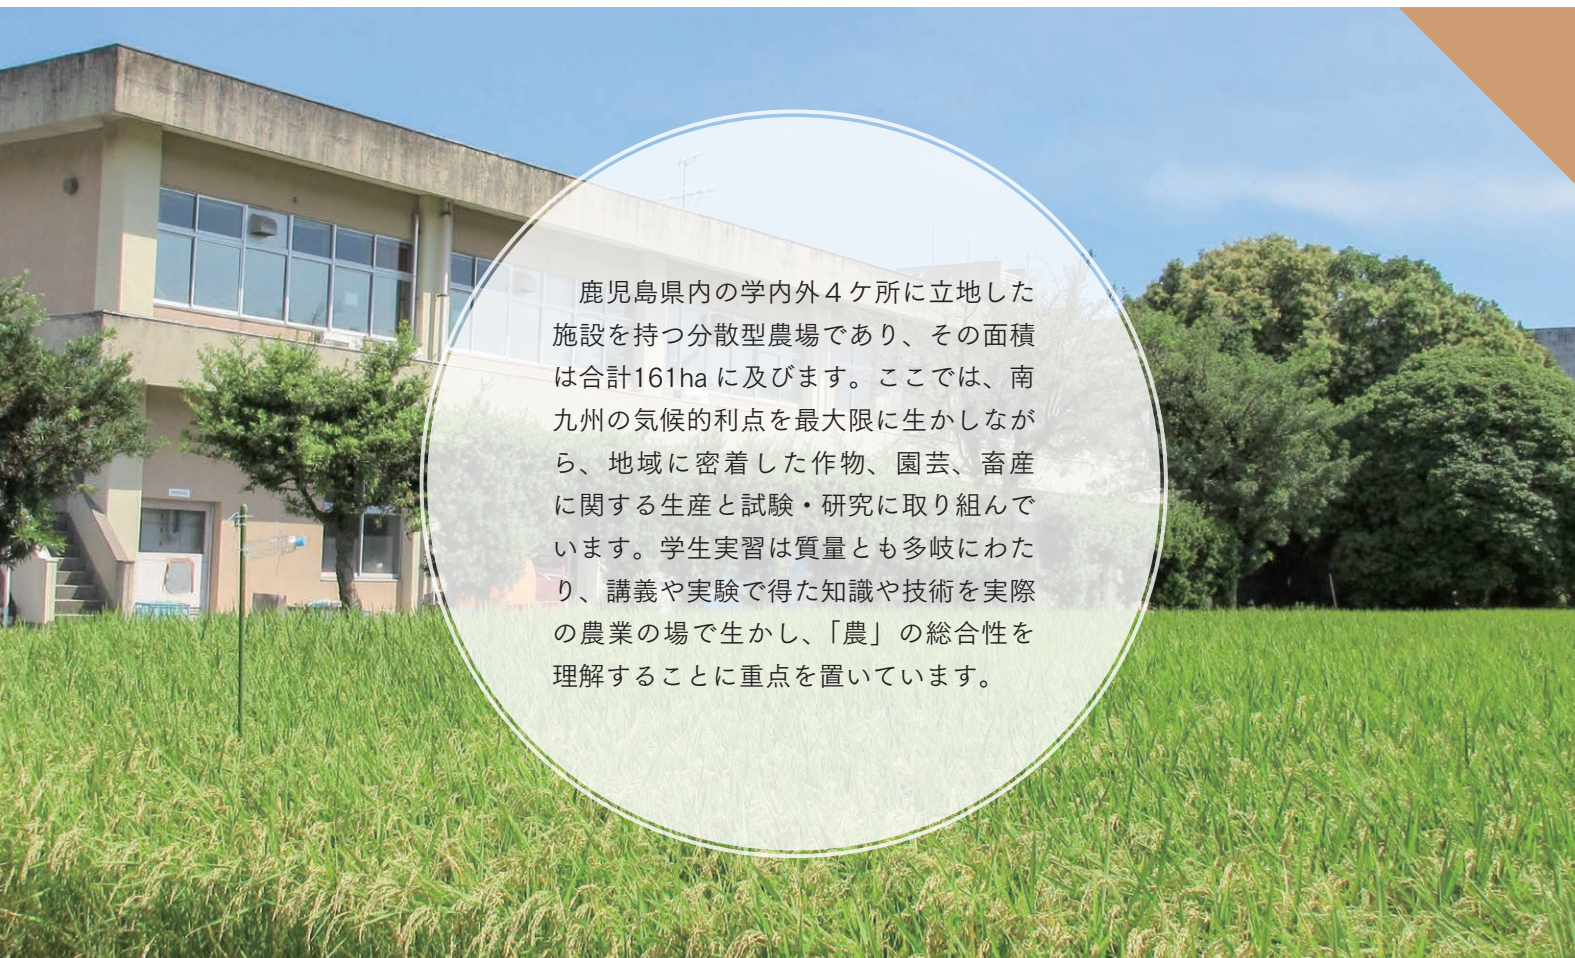 鹿児島県内の学内外４ケ所に立地した
施設を持つ分散型農場であり、その面積
は合計161haに及びます。ここでは、南
九州の気候的利点を最大限に生かしなが
ら、地域に密着した作物、園芸、畜産
に関する生産と試験・研究に取り組んで
います。学生実習は質量とも多岐にわた
り、講義や実験で得た知識や技術を実際
の農業の場で生かし、「農」の総合性を
理解することに重点を置いています。